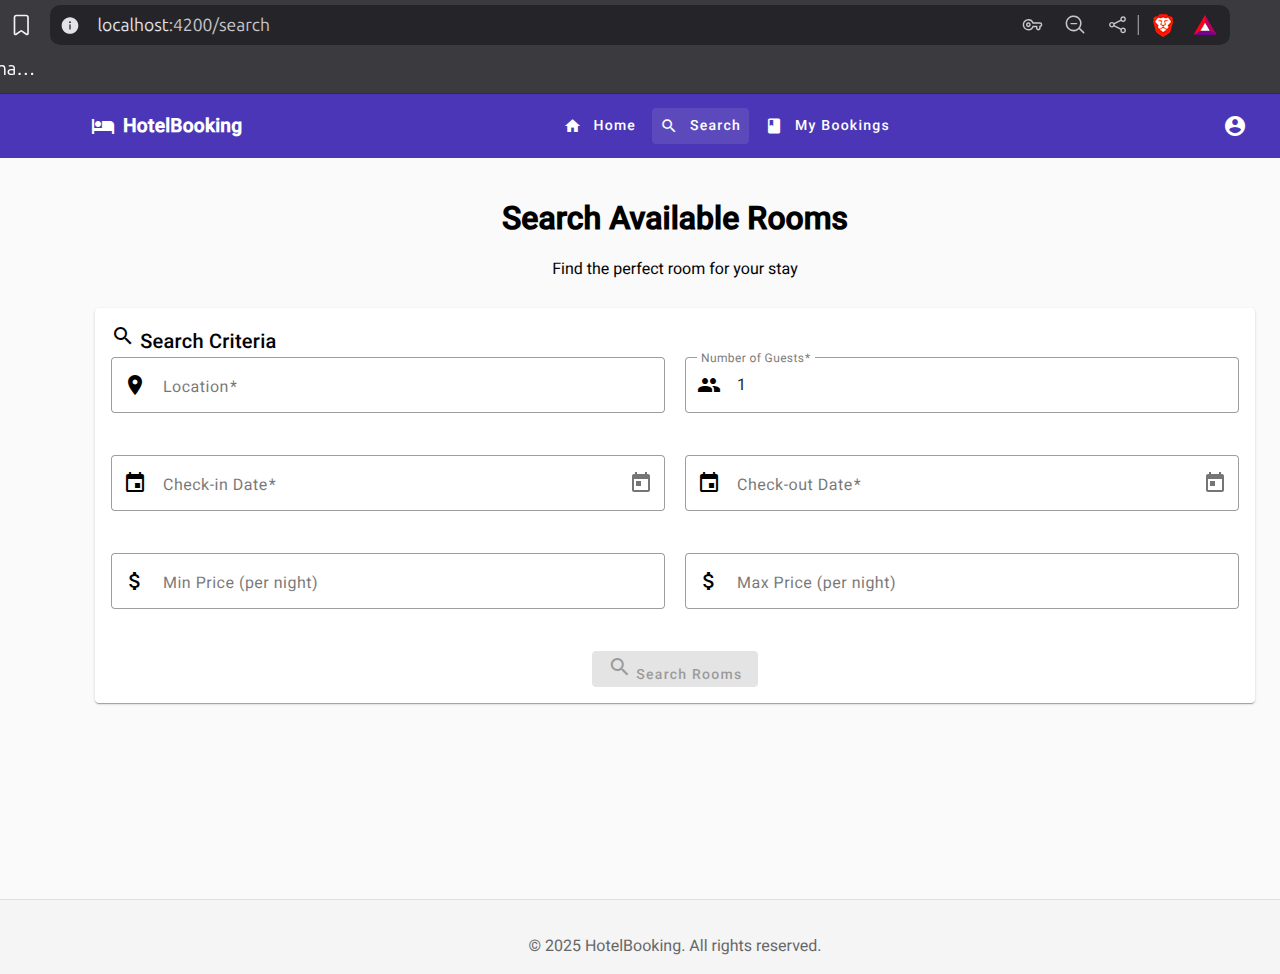 localhost:4200/search
na...
HotelBooking Home Search My Bookings
Search Available Rooms
Find the perfect room for your stay
Search Criteria
Location*
Number of Guests*
1
Check-in Date*
Check-out Date*
$ Min Price (per night)
$ Max Price (per night)
Search Rooms
© 2025 HotelBooking. All rights reserved.